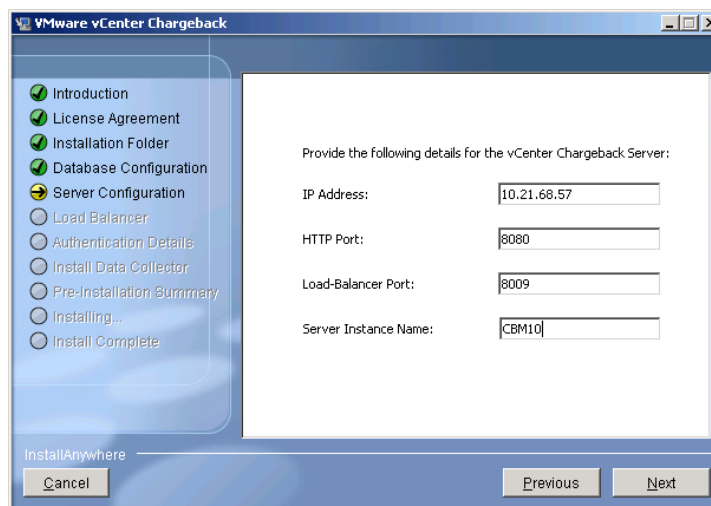 VMware vCenter Chargeback
Introduction
License Agreement
Installation Folder
Database Configuration
Server Configuration
Load Balancer
Authentication Details
Install Data Collector
Pre-Installation Summary
Installing...
Install Complete
Provide the following details for the vCenter Chargeback Server:
IP Address: 10.21.68.57
HTTP Port: 8080
Load-Balancer Port: 8009
Server Instance Name: CBM10
InstallAnywhere
Cancel Previous Next